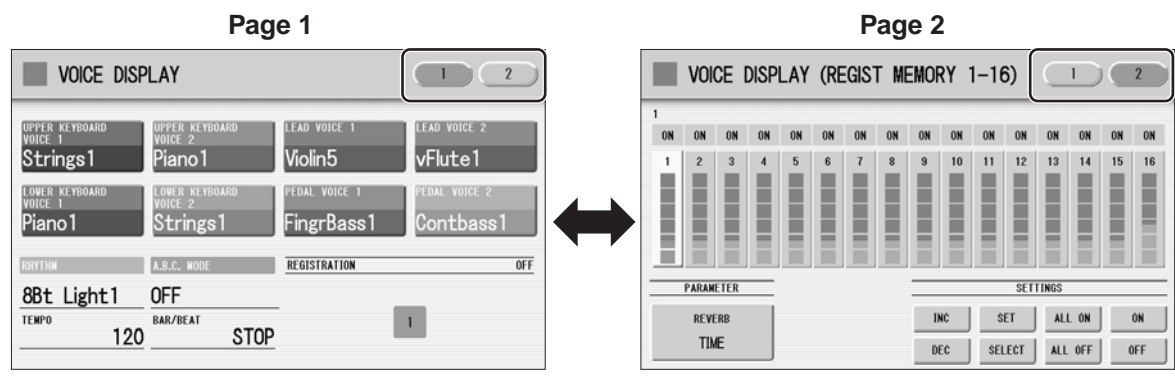 Page 1
VOICE DISPLAY
1 2
UPPER KEYBOARD VOICE 1
Strings1
UPPER KEYBOARD VOICE 2
Piano1
LEAD VOICE 1
Violin5
LEAD VOICE 2
vFlute1
LOWER KEYBOARD VOICE 1
Piano1
LOWER KEYBOARD VOICE 2
Strings1
PEDAL VOICE 1
FingrBass1
PEDAL VOICE 2
Contbass1
RHYTHM
8Bt Light1
A.B.C. MODE
OFF
REGISTRATION OFF
TEMPO
120
BAR/BEAT
STOP
1
Page 2
VOICE DISPLAY (REGIST MEMORY 1-16)
1 2
1
ON ON ON ON ON ON ON ON ON ON ON ON ON ON ON ON
1 2 3 4 5 6 7 8 9 10 11 12 13 14 15 16
PARAMETER
REVERB
TIME
SETTINGS
INC SET ALL ON ON
DEC SELECT ALL OFF OFF